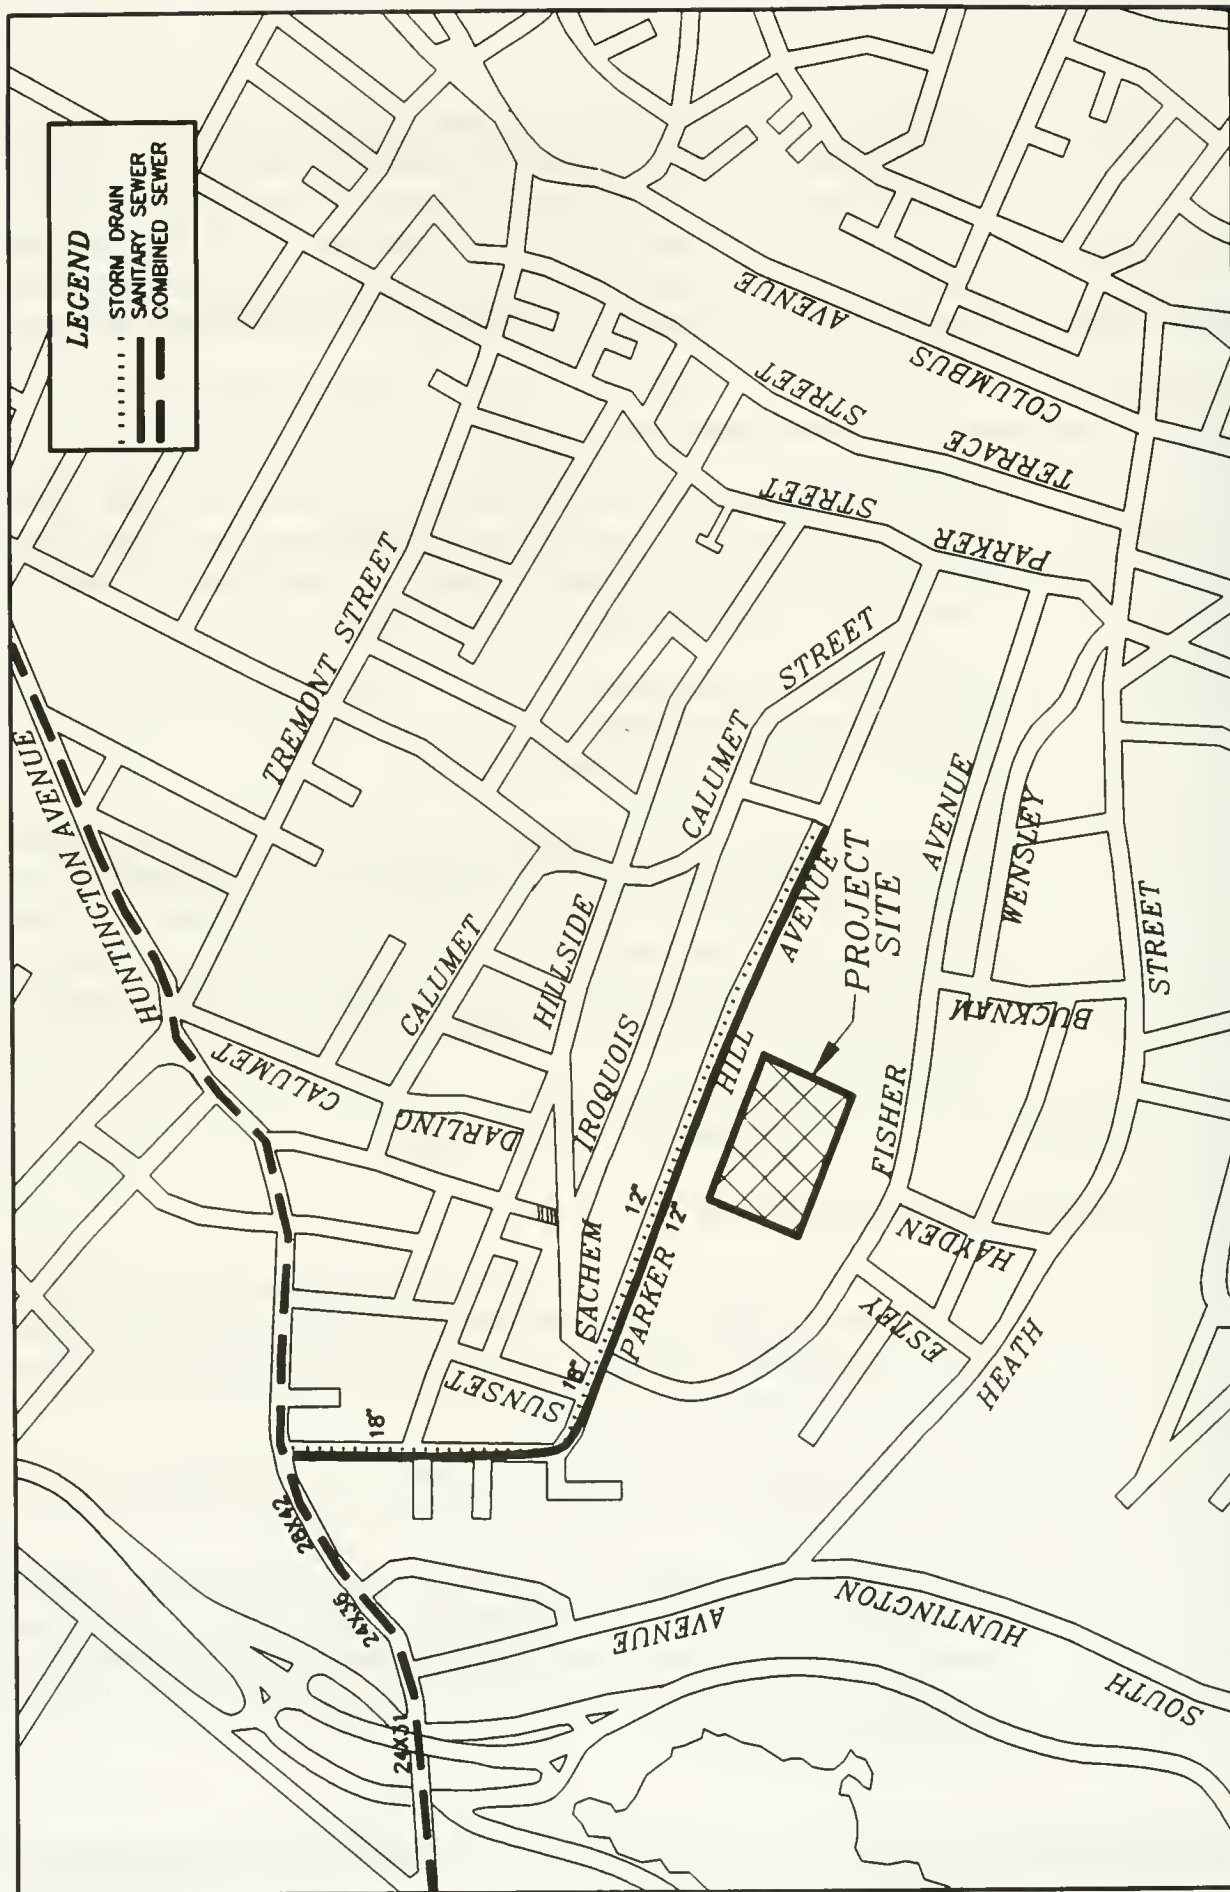 LEGEND
STORM DRAIN
SANITARY SEWER
COMBINED SEWER
HUNTINGTON AVENUE
TREMONT STREET
CALUMET
CALUMET
DARLING
HILLSIDE
IROQUOIS
SACHEM
SUNSET
CALUMET STREET
PARKER HILL AVENUE
PROJECT
SITE
FISHER AVENUE
WENSLEY
BUCKNAM
HAYDEN
ESTEY
HEATH STREET
PARKER STREET
TERRACE STREET
COLUMBUS AVENUE
SOUTH HUNTINGTON AVENUE
12"
12"
18"
18"
28X42
24X36